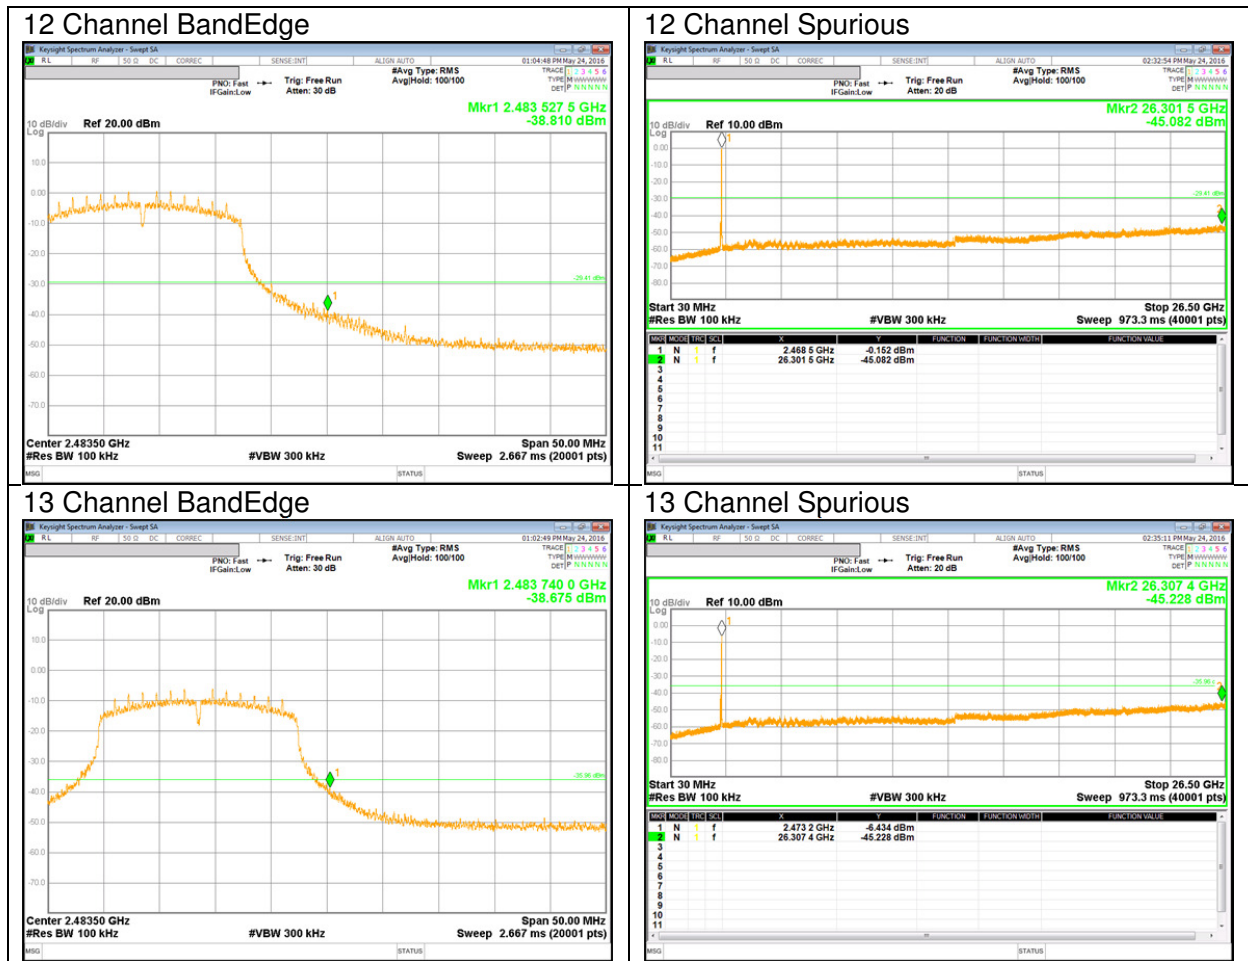 12 Channel BandEdge
Keysight Spectrum Analyzer - Swept SA
RL RF 50 Ω DC CORREC SENSE:INT ALIGN AUTO 01:04:48 PM May 24, 2016
PNO: Fast Trig: Free Run #Avg Type: RMS TRACE 1 2 3 4 5 6
IFGain:Low Atten: 30 dB Avg|Hold: 100/100 TYPE M WWWWW
DET P N N N N N
Mkr1 2.483 527 5 GHz
-38.810 dBm
10 dB/div Ref 20.00 dBm
Log
10.0
0.00
-10.0
-20.0
-30.0
-40.0
-50.0
-60.0
-70.0
-29.41 dBm
1
Center 2.48350 GHz Span 50.00 MHz
#Res BW 100 kHz #VBW 300 kHz Sweep 2.667 ms (20001 pts)
MSG STATUS
12 Channel Spurious
Keysight Spectrum Analyzer - Swept SA
RL RF 50 Ω DC CORREC SENSE:INT ALIGN AUTO 02:32:54 PM May 24, 2016
PNO: Fast Trig: Free Run #Avg Type: RMS TRACE 1 2 3 4 5 6
IFGain:Low Atten: 20 dB Avg|Hold: 100/100 TYPE M WWWWW
DET P N N N N N
Mkr2 26.301 5 GHz
-45.082 dBm
10 dB/div Ref 10.00 dBm
Log
0.00
-10.0
-20.0
-30.0
-40.0
-50.0
-60.0
-70.0
-80.0
1
-29.41 dBm
Start 30 MHz Stop 26.50 GHz
#Res BW 100 kHz #VBW 300 kHz Sweep 973.3 ms (40001 pts)
MKR MODE TRC SCL X Y FUNCTION FUNCTION WIDTH FUNCTION VALUE
1 N 1 f 2.468 5 GHz -0.152 dBm
2 N 1 f 26.301 5 GHz -45.082 dBm
3
4
5
6
7
8
9
10
11
MSG STATUS
13 Channel BandEdge
Keysight Spectrum Analyzer - Swept SA
RL RF 50 Ω DC CORREC SENSE:INT ALIGN AUTO 01:02:49 PM May 24, 2016
PNO: Fast Trig: Free Run #Avg Type: RMS TRACE 1 2 3 4 5 6
IFGain:Low Atten: 30 dB Avg|Hold: 100/100 TYPE M WWWWW
DET P N N N N N
Mkr1 2.483 740 0 GHz
-38.675 dBm
10 dB/div Ref 20.00 dBm
Log
10.0
0.00
-10.0
-20.0
-30.0
-40.0
-50.0
-60.0
-70.0
-35.96 dBm
1
Center 2.48350 GHz Span 50.00 MHz
#Res BW 100 kHz #VBW 300 kHz Sweep 2.667 ms (20001 pts)
MSG STATUS
13 Channel Spurious
Keysight Spectrum Analyzer - Swept SA
RL RF 50 Ω DC CORREC SENSE:INT ALIGN AUTO 02:35:11 PM May 24, 2016
PNO: Fast Trig: Free Run #Avg Type: RMS TRACE 1 2 3 4 5 6
IFGain:Low Atten: 20 dB Avg|Hold: 100/100 TYPE M WWWWW
DET P N N N N N
Mkr2 26.307 4 GHz
-45.228 dBm
10 dB/div Ref 10.00 dBm
Log
0.00
-10.0
-20.0
-30.0
-40.0
-50.0
-60.0
-70.0
-80.0
1
Start 30 MHz Stop 26.50 GHz
#Res BW 100 kHz #VBW 300 kHz Sweep 973.3 ms (40001 pts)
MKR MODE TRC SCL X Y FUNCTION FUNCTION WIDTH FUNCTION VALUE
1 N 1 f 2.473 2 GHz -6.434 dBm
2 N 1 f 26.307 4 GHz -45.228 dBm
3
4
5
6
7
8
9
10
11
MSG STATUS